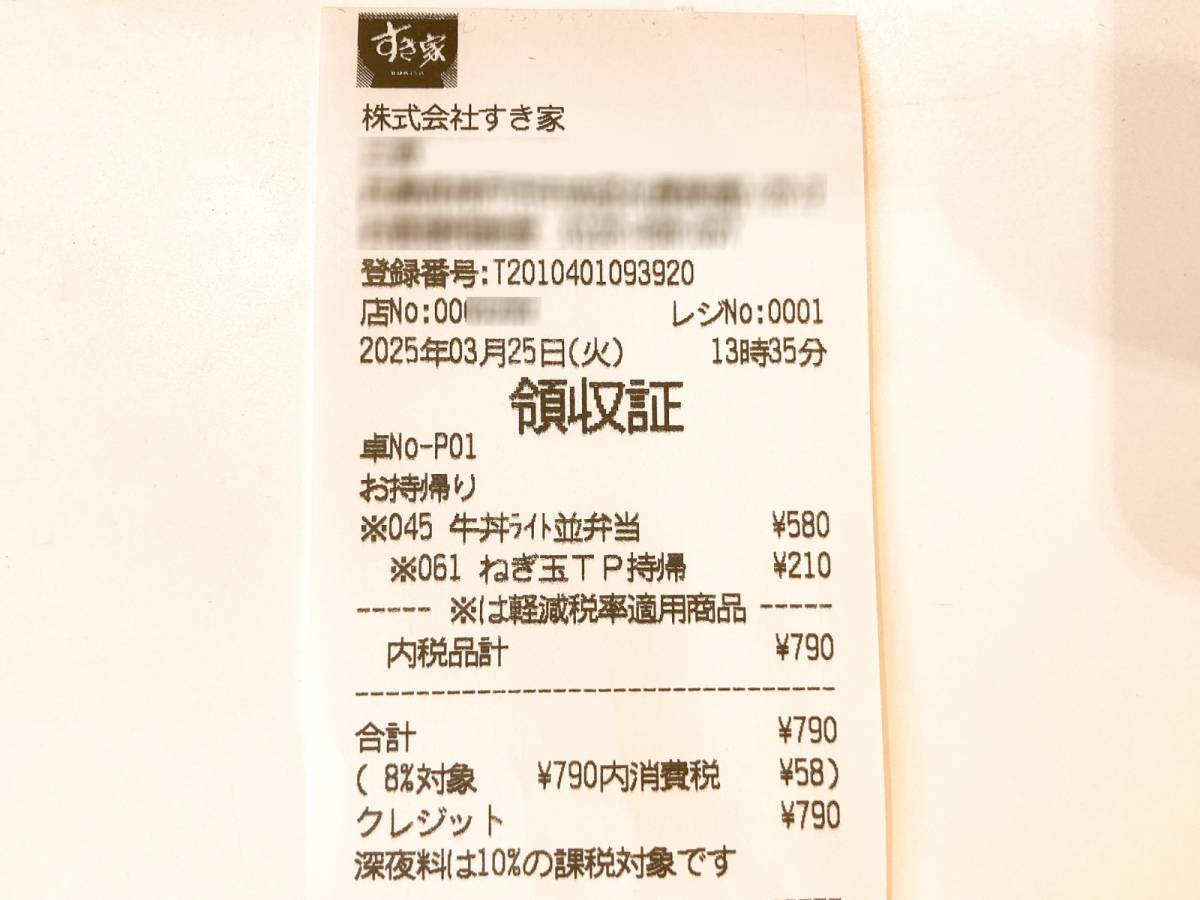 すき家
株式会社すき家
登録番号:T2010401093920
店No:00 レジNo:0001
2025年03月25日(火) 13時35分
領収証
卓No-P01
お持帰り
※045 牛丼ﾗｲﾄ並弁当 ¥580
※061 ねぎ玉TP持帰 ¥210
----- ※は軽減税率適用商品 -----
内税品計 ¥790
--------------------------------
合計 ¥790
( 8%対象 ¥790内消費税 ¥58)
クレジット ¥790
深夜料は10%の課税対象です